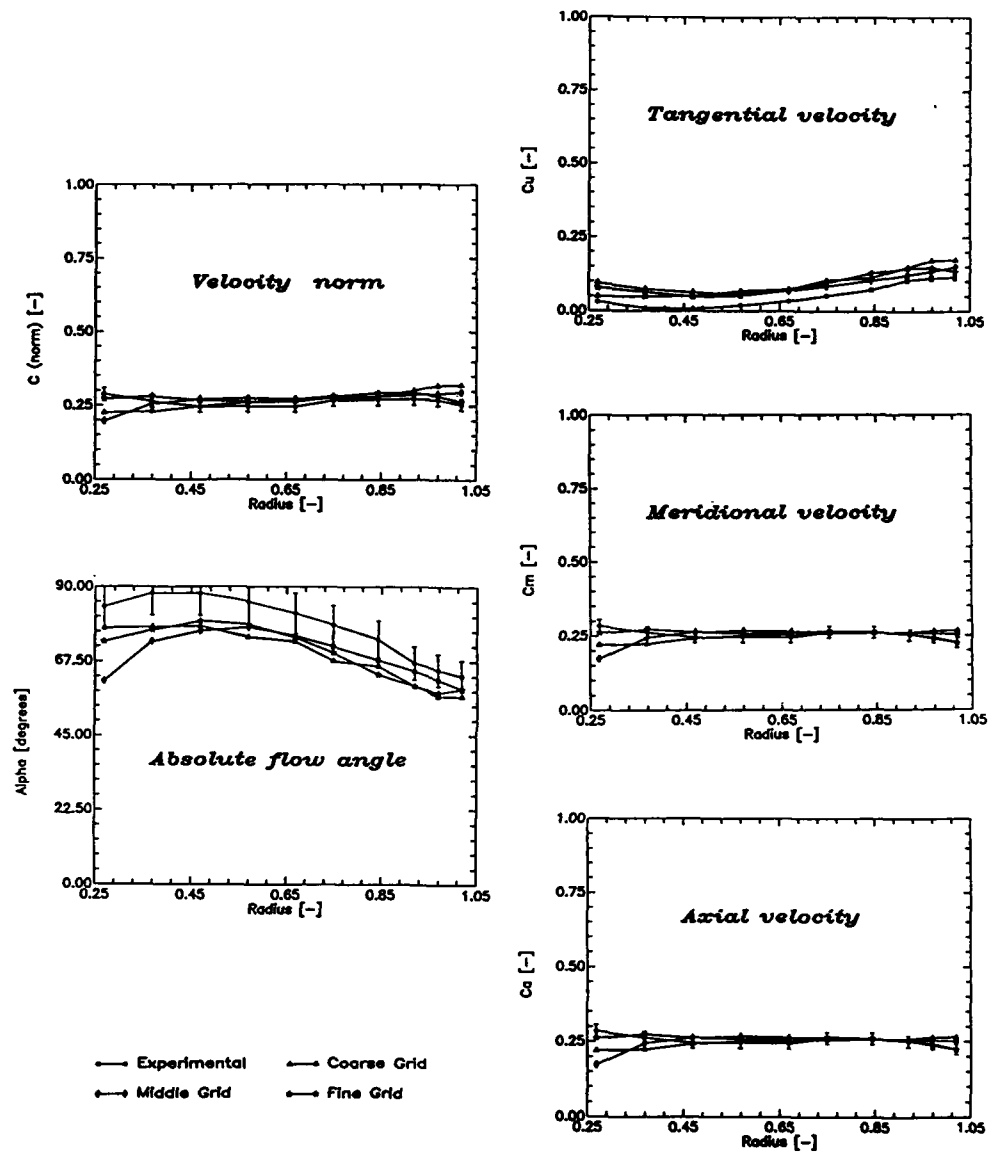 1.00
0.75
0.50
0.25
0.00
Cu [-]
Tangential velocity
0.25 0.45 0.65 0.85 1.05
Radius [-]
1.00
0.75
0.50
0.25
0.00
C (norm) [-]
Velocity norm
0.25 0.45 0.65 0.85 1.05
Radius [-]
1.00
0.75
0.50
0.25
0.00
Cm [-]
Meridional velocity
0.25 0.45 0.65 0.85 1.05
Radius [-]
90.00
67.50
45.00
22.50
0.00
Alpha [degrees]
Absolute flow angle
0.25 0.45 0.65 0.85 1.05
Radius [-]
1.00
0.75
0.50
0.25
0.00
Ca [-]
Axial velocity
0.25 0.45 0.65 0.85 1.05
Radius [-]
Experimental Coarse Grid
Middle Grid Fine Grid